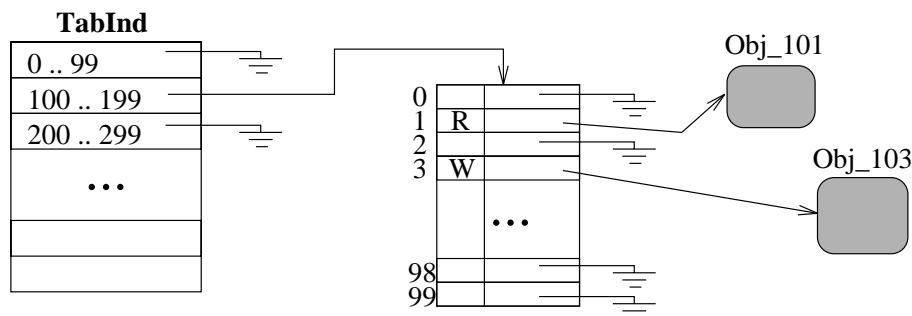 TabInd
0 .. 99
100 .. 199
200 .. 299
...
0
1 R
2
3 W
...
98
99
Obj_101
Obj_103